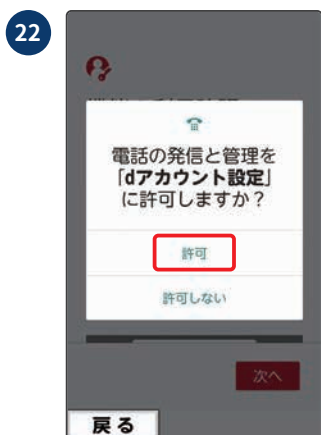 22
電話の発信と管理を
「dアカウント設定」
に許可しますか？
許可
許可しない
次へ
戻る